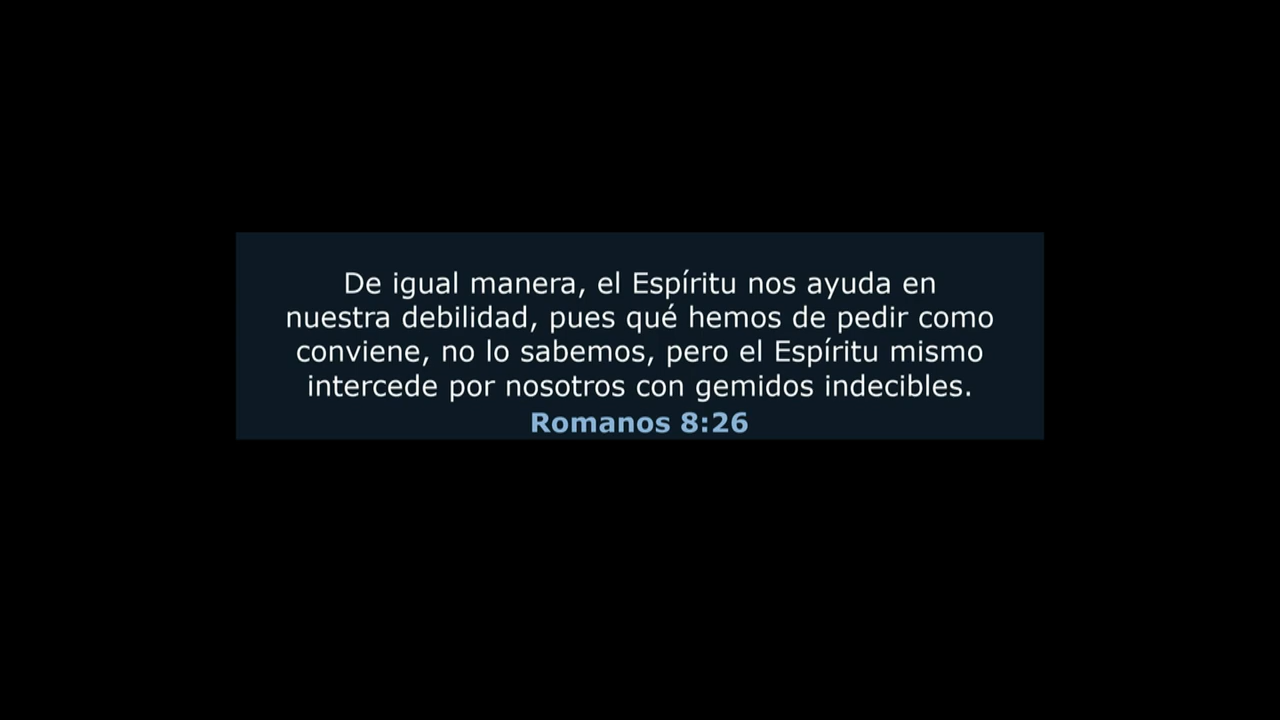 De igual manera, el Espíritu nos ayuda en
nuestra debilidad, pues qué hemos de pedir como
conviene, no lo sabemos, pero el Espíritu mismo
intercede por nosotros con gemidos indecibles.
Romanos 8:26